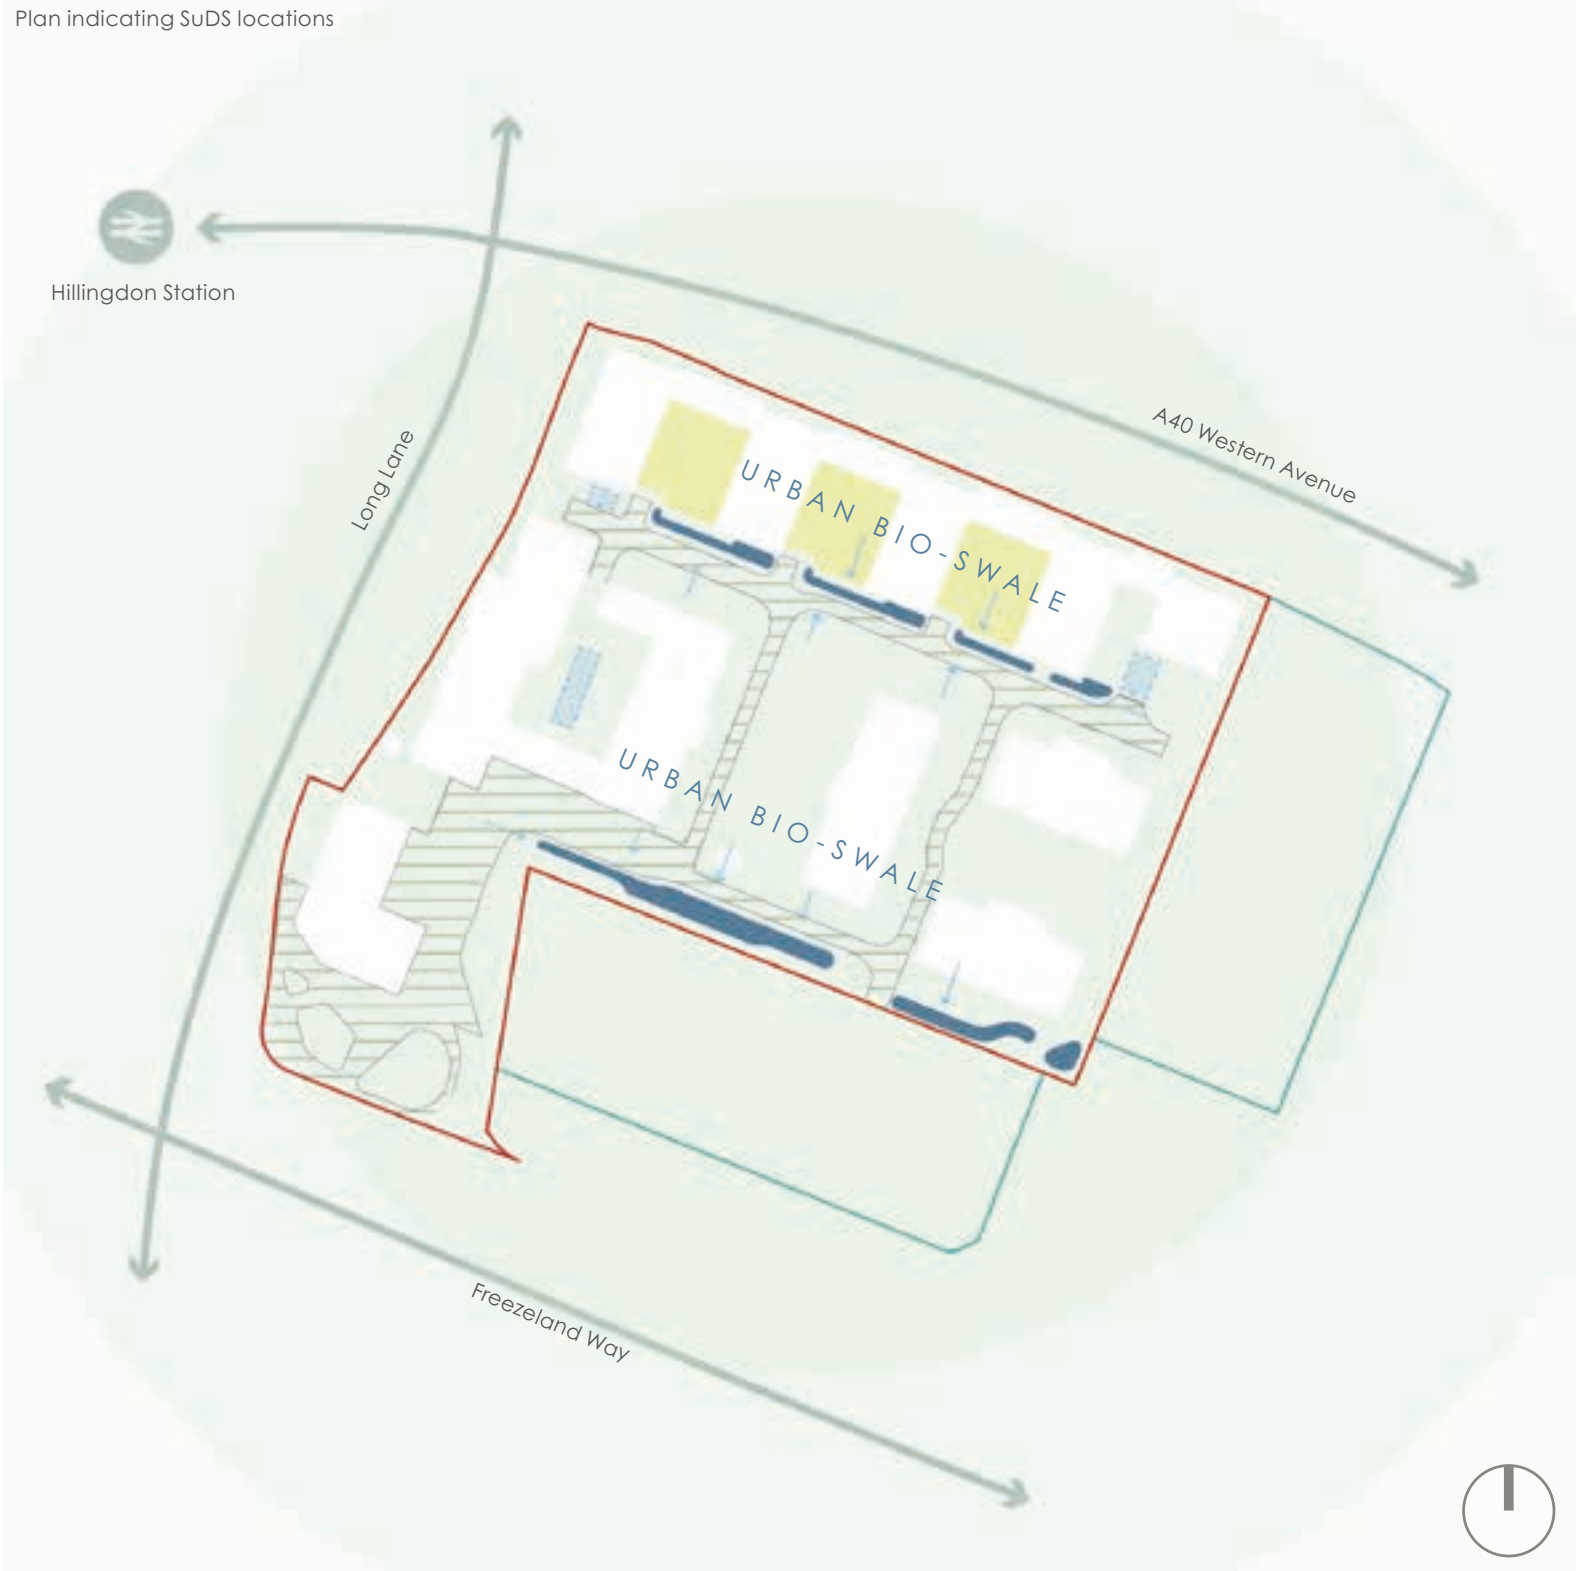 Plan indicating SuDS locations
Hillingdon Station
Long Lane
A40 Western Avenue
URBAN BIO-SWALE
URBAN BIO-SWALE
Freezeland Way